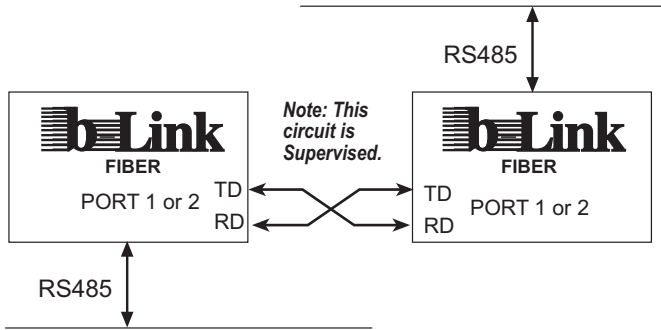 RS485
b-Link
FIBER
PORT 1 or 2
TD
RD
Note: This
circuit is
Supervised.
b-Link
FIBER
TD
RD
PORT 1 or 2
RS485